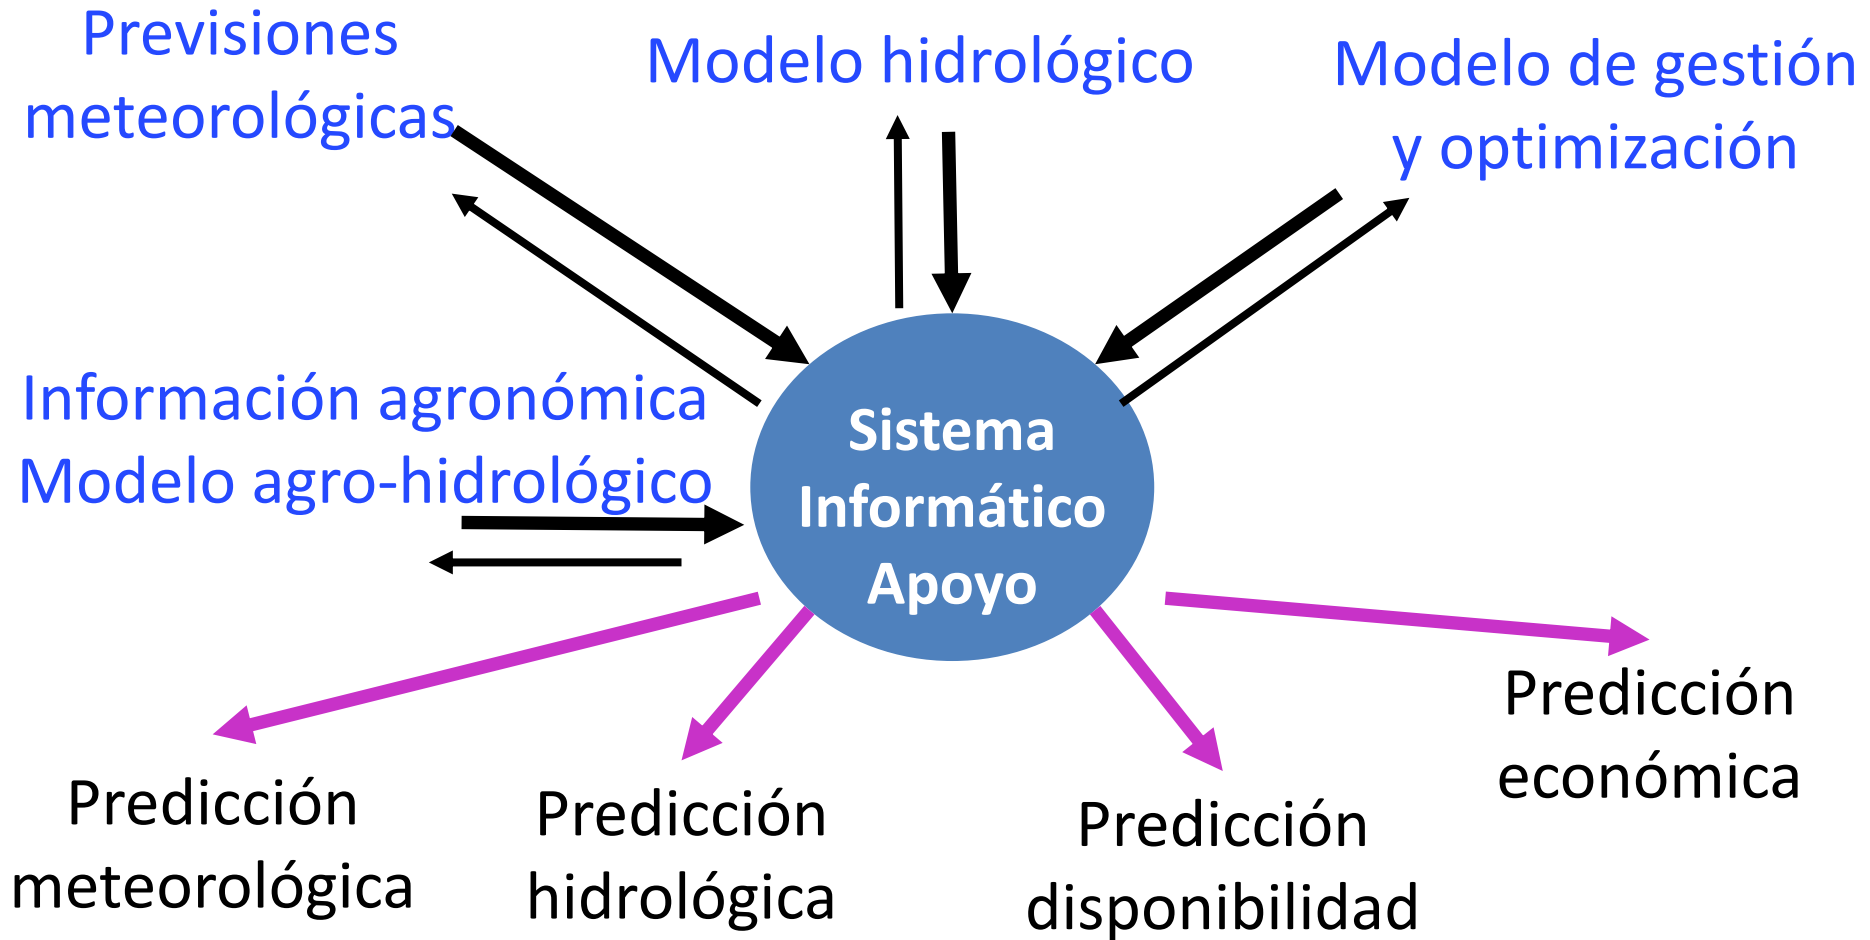 Previsiones
meteorológicas
Modelo hidrológico
Modelo de gestión
y optimización
Información agronómica
Modelo agro-hidrológico
Sistema
Informático
Apoyo
Predicción
meteorológica
Predicción
hidrológica
Predicción
disponibilidad
Predicción
económica